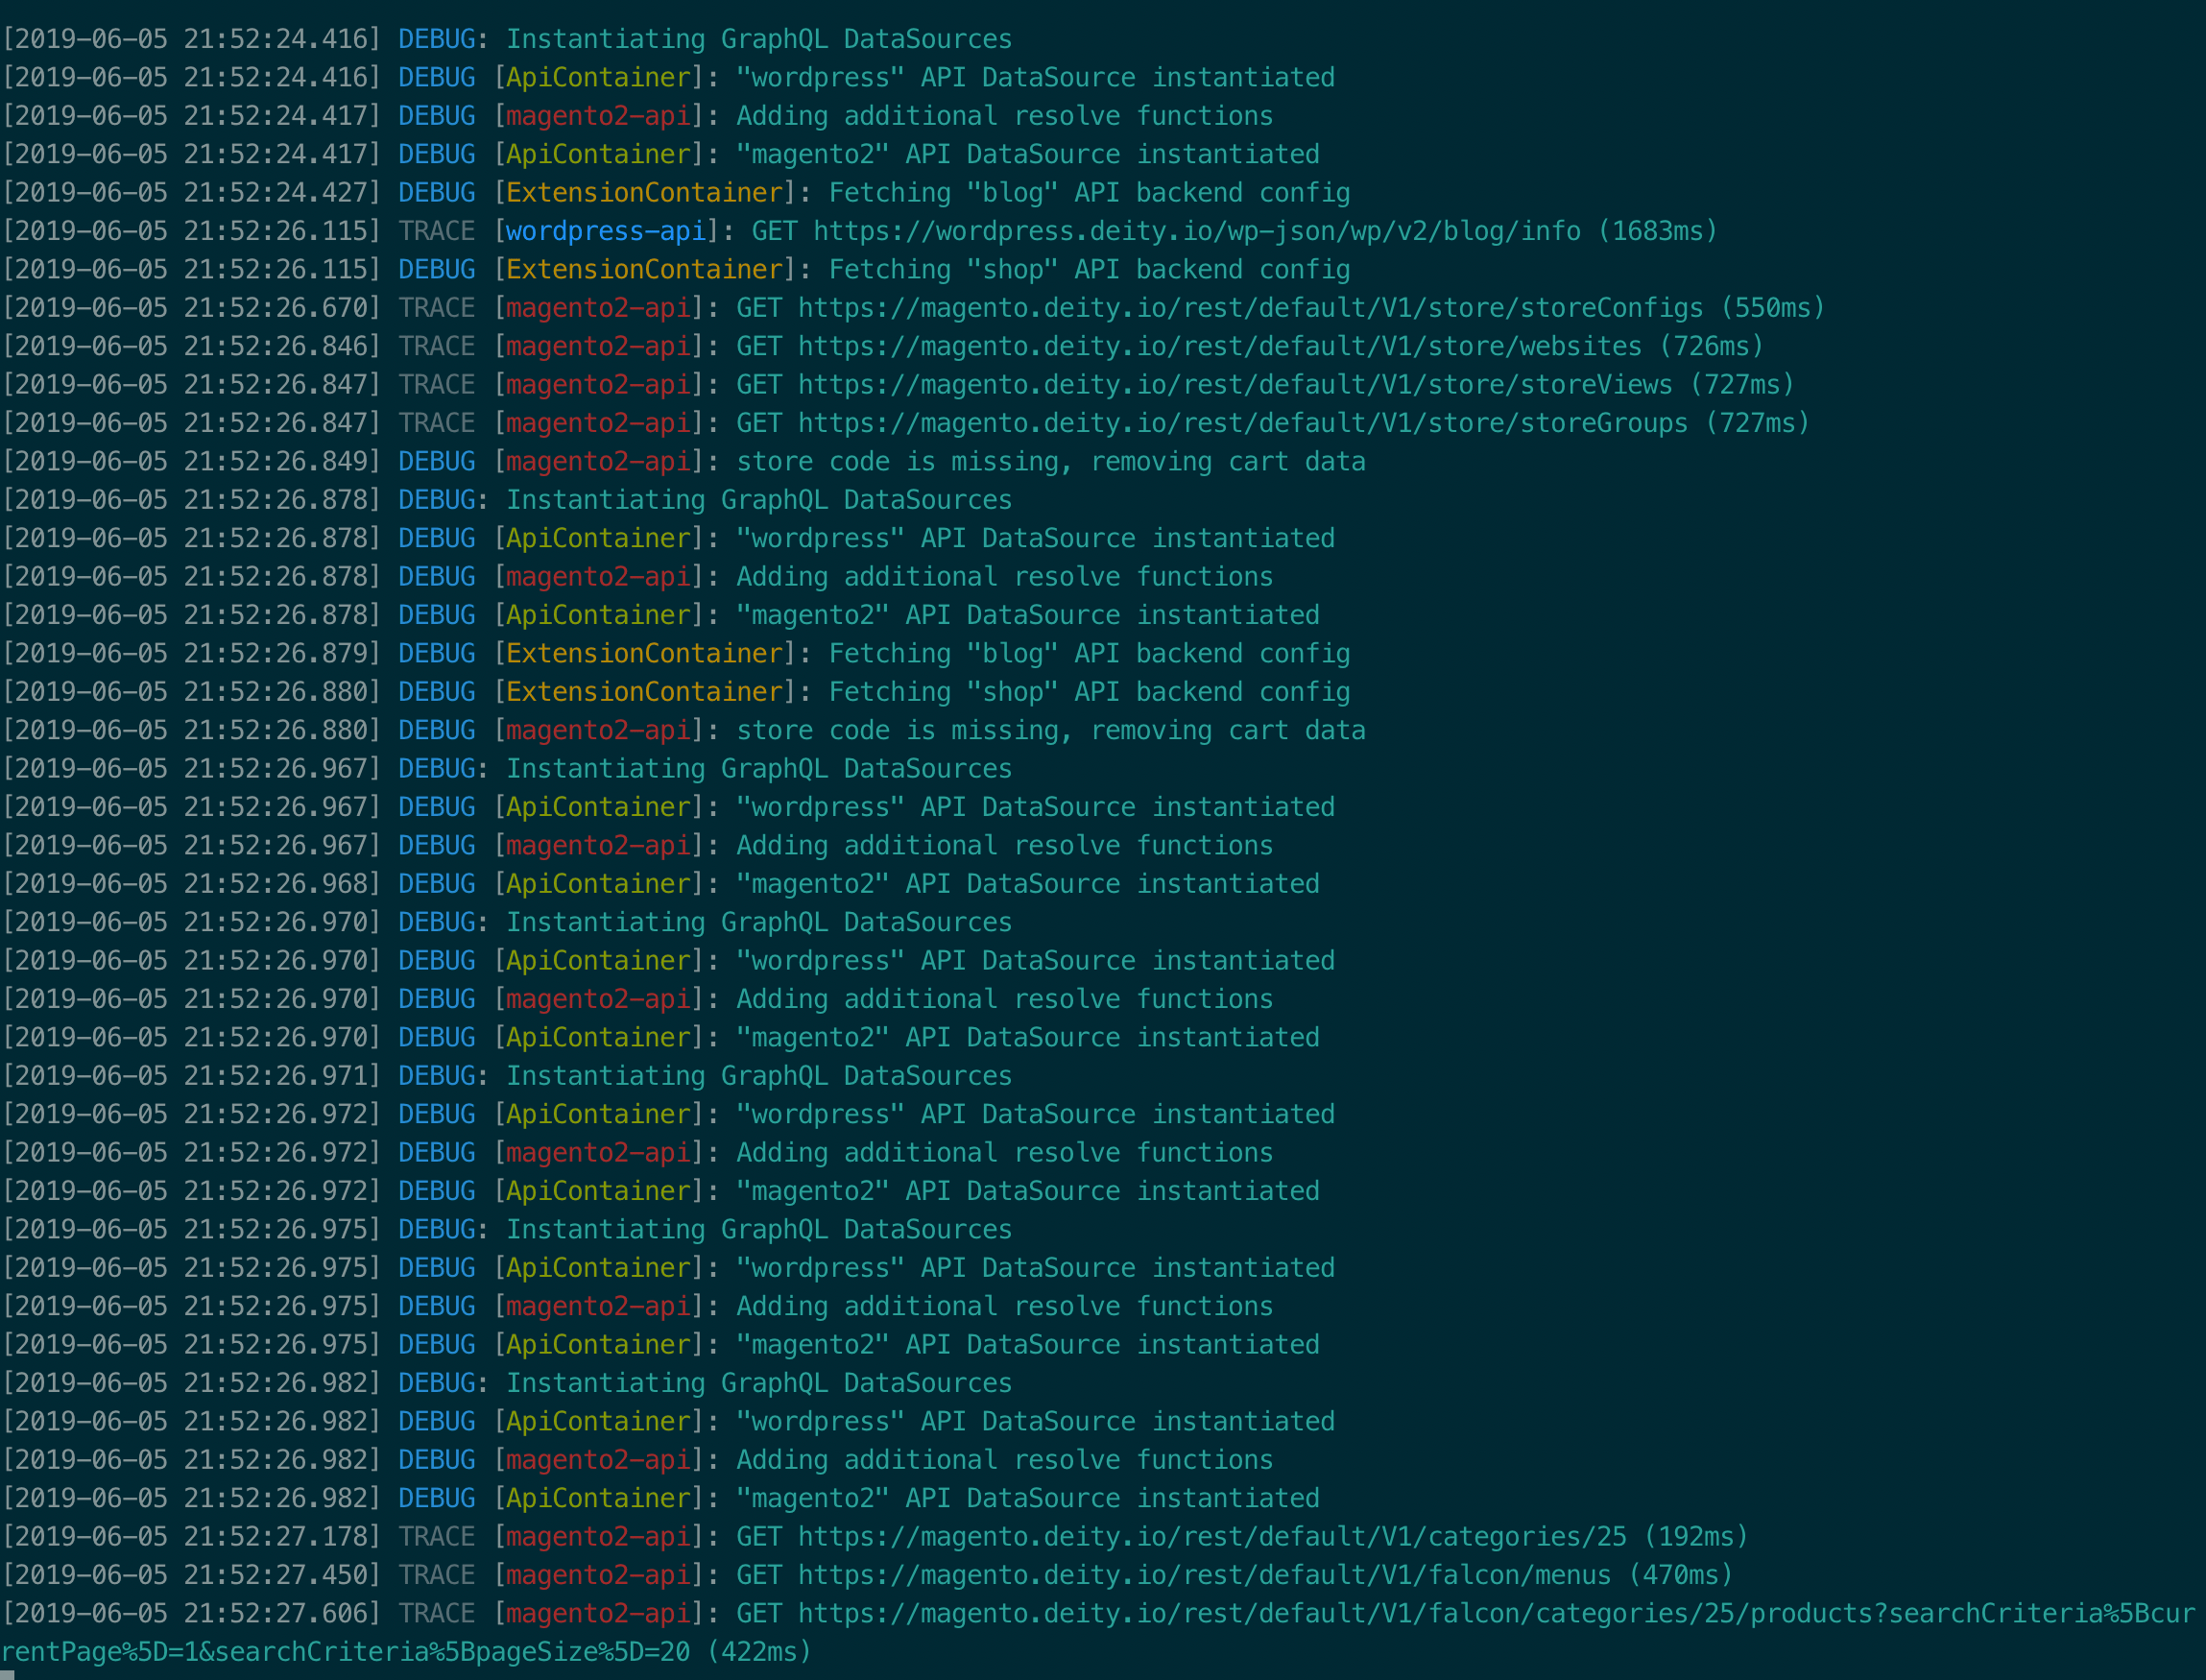 [2019-06-05 21:52:24.416] DEBUG: Instantiating GraphQL DataSources
[2019-06-05 21:52:24.416] DEBUG [ApiContainer]: "wordpress" API DataSource instantiated
[2019-06-05 21:52:24.417] DEBUG [magento2-api]: Adding additional resolve functions
[2019-06-05 21:52:24.417] DEBUG [ApiContainer]: "magento2" API DataSource instantiated
[2019-06-05 21:52:24.427] DEBUG [ExtensionContainer]: Fetching "blog" API backend config
[2019-06-05 21:52:26.115] TRACE [wordpress-api]: GET https://wordpress.deity.io/wp-json/wp/v2/blog/info (1683ms)
[2019-06-05 21:52:26.115] DEBUG [ExtensionContainer]: Fetching "shop" API backend config
[2019-06-05 21:52:26.670] TRACE [magento2-api]: GET https://magento.deity.io/rest/default/V1/store/storeConfigs (550ms)
[2019-06-05 21:52:26.846] TRACE [magento2-api]: GET https://magento.deity.io/rest/default/V1/store/websites (726ms)
[2019-06-05 21:52:26.847] TRACE [magento2-api]: GET https://magento.deity.io/rest/default/V1/store/storeViews (727ms)
[2019-06-05 21:52:26.847] TRACE [magento2-api]: GET https://magento.deity.io/rest/default/V1/store/storeGroups (727ms)
[2019-06-05 21:52:26.849] DEBUG [magento2-api]: store code is missing, removing cart data
[2019-06-05 21:52:26.878] DEBUG: Instantiating GraphQL DataSources
[2019-06-05 21:52:26.878] DEBUG [ApiContainer]: "wordpress" API DataSource instantiated
[2019-06-05 21:52:26.878] DEBUG [magento2-api]: Adding additional resolve functions
[2019-06-05 21:52:26.878] DEBUG [ApiContainer]: "magento2" API DataSource instantiated
[2019-06-05 21:52:26.879] DEBUG [ExtensionContainer]: Fetching "blog" API backend config
[2019-06-05 21:52:26.880] DEBUG [ExtensionContainer]: Fetching "shop" API backend config
[2019-06-05 21:52:26.880] DEBUG [magento2-api]: store code is missing, removing cart data
[2019-06-05 21:52:26.967] DEBUG: Instantiating GraphQL DataSources
[2019-06-05 21:52:26.967] DEBUG [ApiContainer]: "wordpress" API DataSource instantiated
[2019-06-05 21:52:26.967] DEBUG [magento2-api]: Adding additional resolve functions
[2019-06-05 21:52:26.968] DEBUG [ApiContainer]: "magento2" API DataSource instantiated
[2019-06-05 21:52:26.970] DEBUG: Instantiating GraphQL DataSources
[2019-06-05 21:52:26.970] DEBUG [ApiContainer]: "wordpress" API DataSource instantiated
[2019-06-05 21:52:26.970] DEBUG [magento2-api]: Adding additional resolve functions
[2019-06-05 21:52:26.970] DEBUG [ApiContainer]: "magento2" API DataSource instantiated
[2019-06-05 21:52:26.971] DEBUG: Instantiating GraphQL DataSources
[2019-06-05 21:52:26.972] DEBUG [ApiContainer]: "wordpress" API DataSource instantiated
[2019-06-05 21:52:26.972] DEBUG [magento2-api]: Adding additional resolve functions
[2019-06-05 21:52:26.972] DEBUG [ApiContainer]: "magento2" API DataSource instantiated
[2019-06-05 21:52:26.975] DEBUG: Instantiating GraphQL DataSources
[2019-06-05 21:52:26.975] DEBUG [ApiContainer]: "wordpress" API DataSource instantiated
[2019-06-05 21:52:26.975] DEBUG [magento2-api]: Adding additional resolve functions
[2019-06-05 21:52:26.975] DEBUG [ApiContainer]: "magento2" API DataSource instantiated
[2019-06-05 21:52:26.982] DEBUG: Instantiating GraphQL DataSources
[2019-06-05 21:52:26.982] DEBUG [ApiContainer]: "wordpress" API DataSource instantiated
[2019-06-05 21:52:26.982] DEBUG [magento2-api]: Adding additional resolve functions
[2019-06-05 21:52:26.982] DEBUG [ApiContainer]: "magento2" API DataSource instantiated
[2019-06-05 21:52:27.178] TRACE [magento2-api]: GET https://magento.deity.io/rest/default/V1/categories/25 (192ms)
[2019-06-05 21:52:27.450] TRACE [magento2-api]: GET https://magento.deity.io/rest/default/V1/falcon/menus (470ms)
[2019-06-05 21:52:27.606] TRACE [magento2-api]: GET https://magento.deity.io/rest/default/V1/falcon/categories/25/products?searchCriteria%5Bcur
rentPage%5D=1&searchCriteria%5BpageSize%5D=20 (422ms)